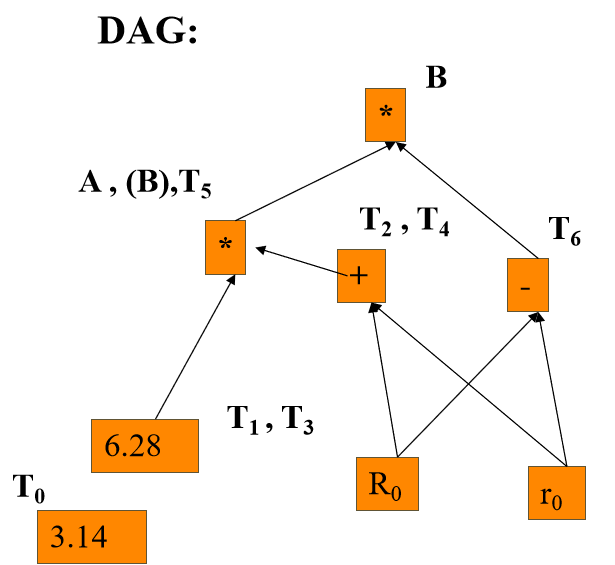 DAG:
B
*
A , (B),T₅
T₂ , T₄
T₆
*
+
-
T₁ , T₃
6.28
T₀
R₀
r₀
3.14